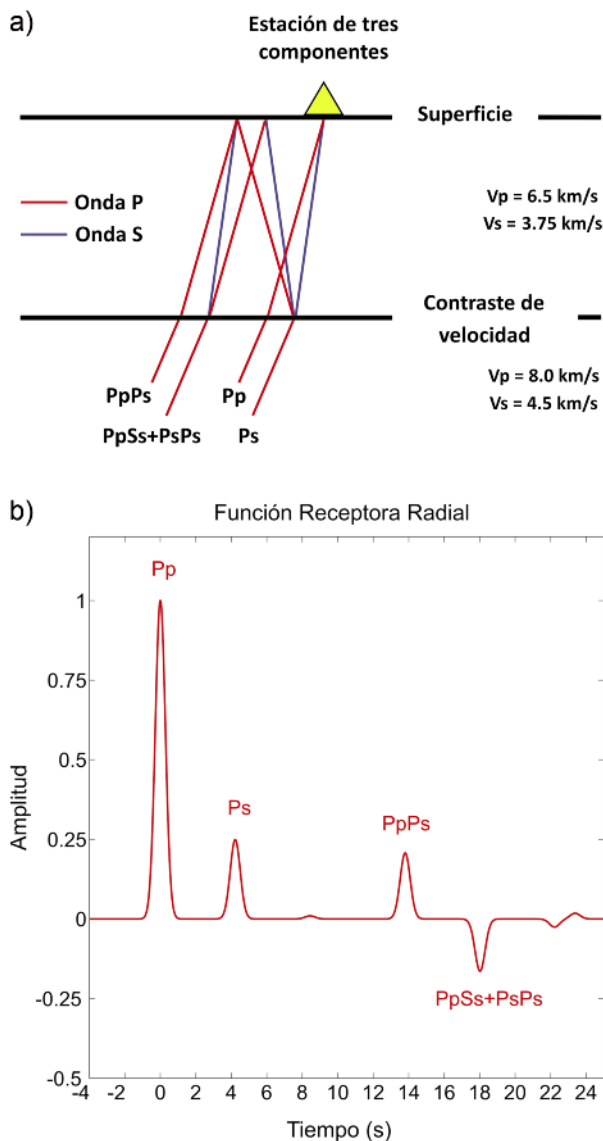 a)
Estación de tres
componentes
Superficie
Onda P
Onda S
Vp = 6.5 km/s
Vs = 3.75 km/s
Contraste de
velocidad
Vp = 8.0 km/s
Vs = 4.5 km/s
PpPs
Pp
PpSs+PsPs
Ps
b)
Función Receptora Radial
Pp
1
0.75
0.5
0.25
0
-0.25
-0.5
Amplitud
Ps
PpPs
PpSs+PsPs
-4 -2 0 2 4 6 8 10 12 14 16 18 20 22 24
Tiempo (s)